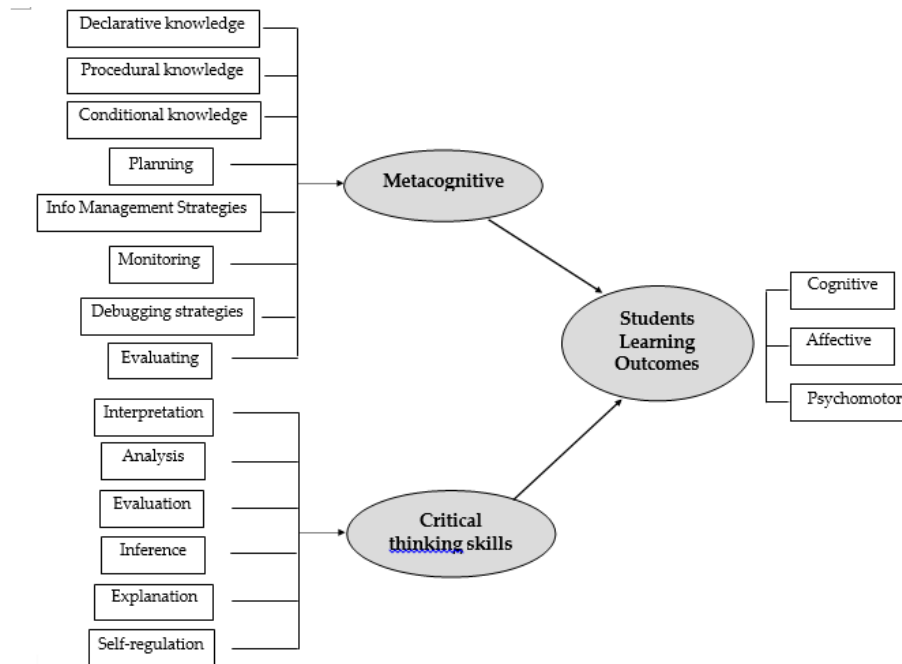 Declarative knowledge
Procedural knowledge
Conditional knowledge
Planning
Info Management Strategies
Monitoring
Debugging strategies
Evaluating
Metacognitive
Interpretation
Analysis
Evaluation
Inference
Explanation
Self-regulation
Critical
thinking skills
Students
Learning
Outcomes
Cognitive
Affective
Psychomotor